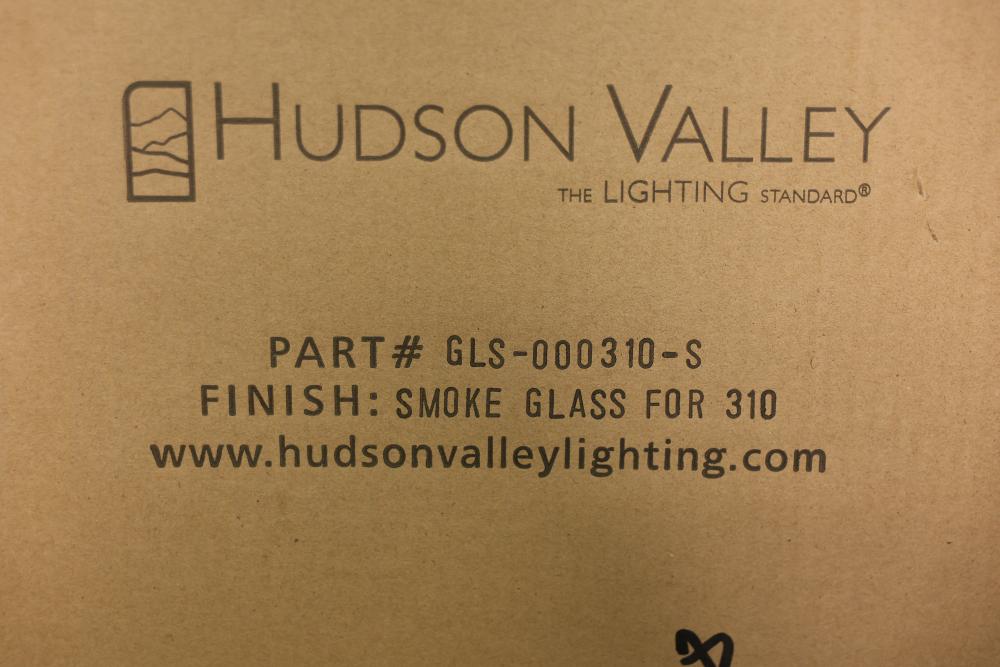 HUDSON VALLEY
THE LIGHTING STANDARD®
PART# GLS-000310-S
FINISH: SMOKE GLASS FOR 310
www.hudsonvalleylighting.com